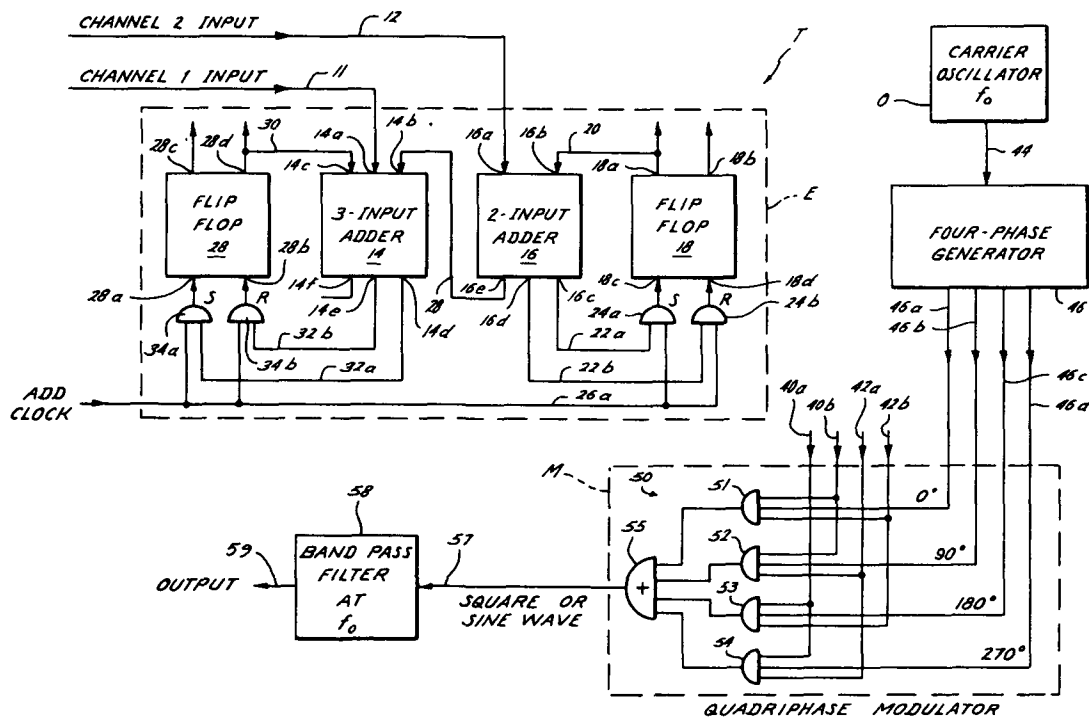 CHANNEL 2 INPUT
12
T
CHANNEL 1 INPUT
11
CARRIER
OSCILLATOR
f₀
O
44
30
28c
28d
14c
14a
14b
16a
16b
20
18a
18b
E
FLIP
FLOP
28
3-INPUT
ADDER
14
2-INPUT
ADDER
16
FLIP
FLOP
18
FOUR-PHASE
GENERATOR
46
28a
28b
S
R
34a
34b
14f
14e
14d
28
16e
16d
16c
18c
18d
S
R
24a
24b
32b
32a
22a
22b
ADD
CLOCK
26a
46a
46b
46c
46a
40a
40b
42a
42b
M
50
51
0°
52
90°
53
180°
54
270°
55
+
57
SQUARE OR
SINE WAVE
58
BAND PASS
FILTER
AT
f₀
59
OUTPUT
QUADRIPHASE MODULATOR